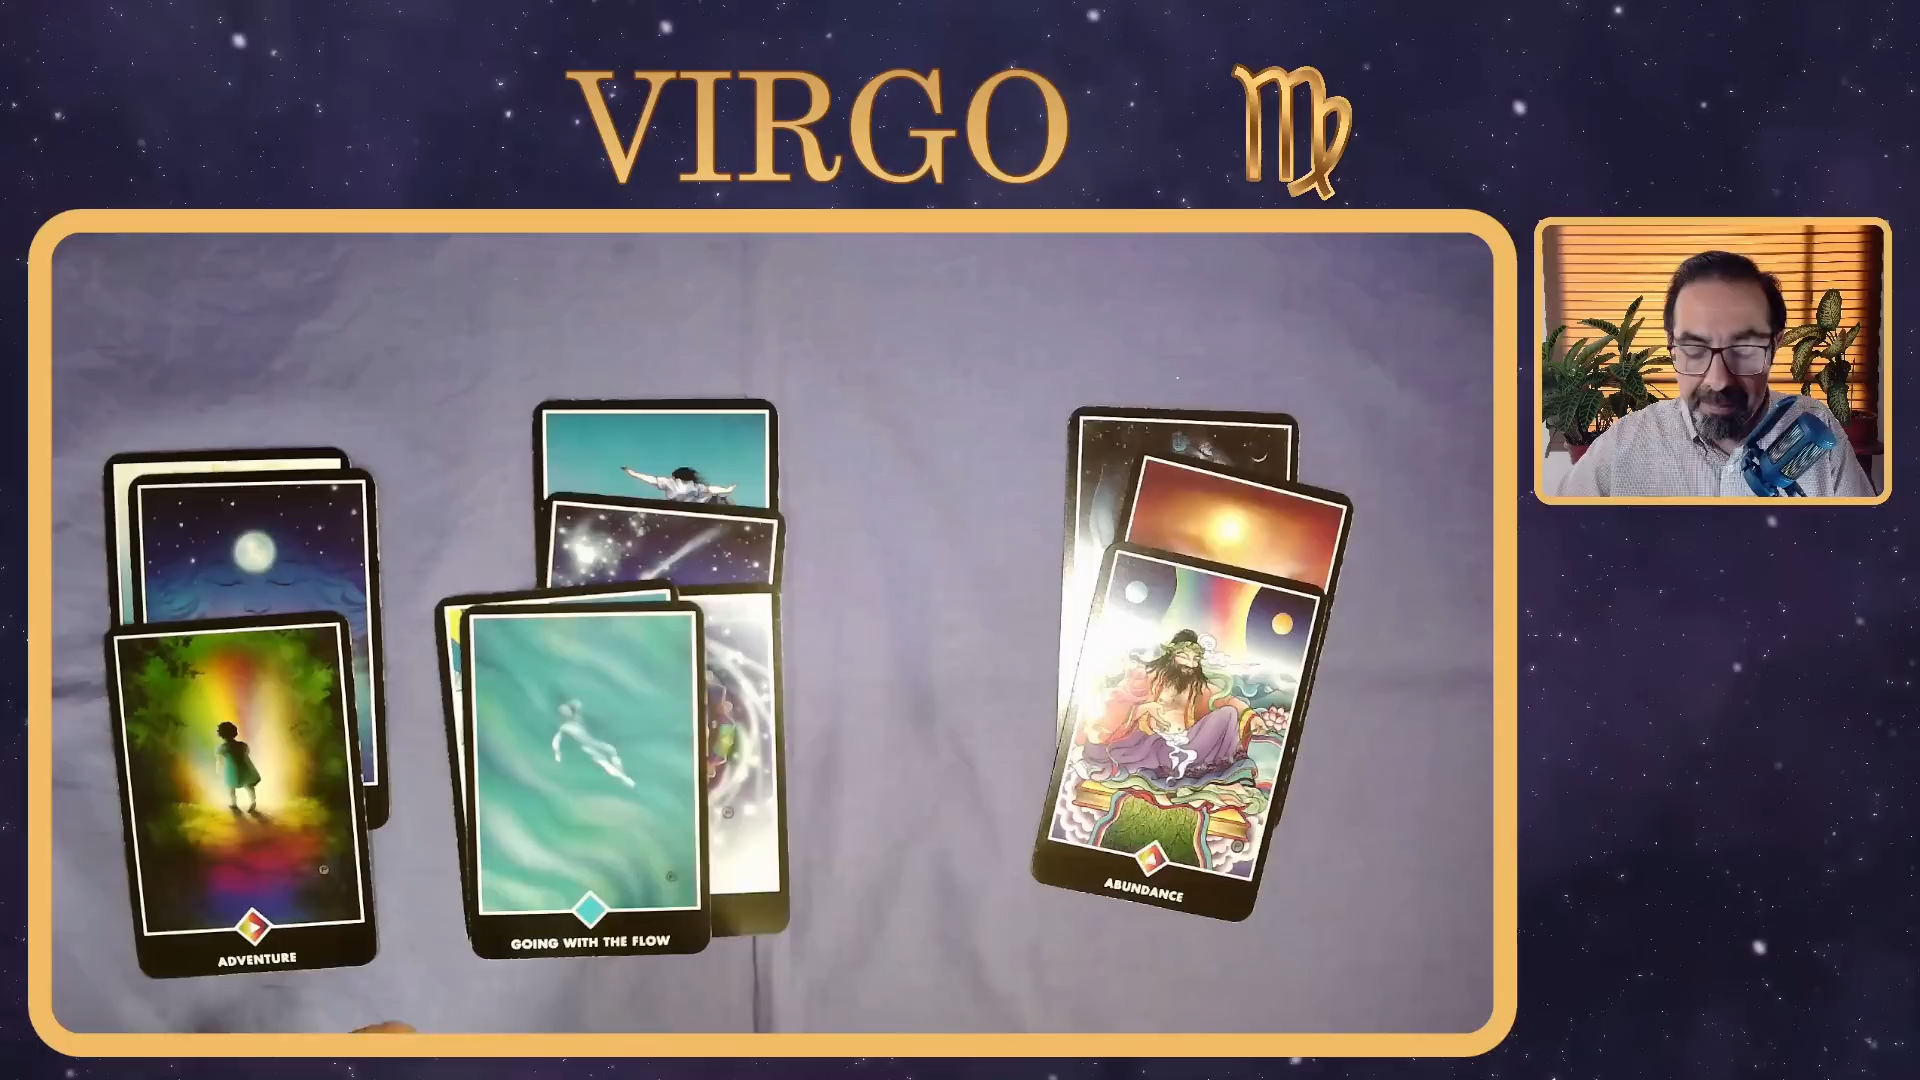 VIRGO ♍
ADVENTURE
GOING WITH THE FLOW
ABUNDANCE